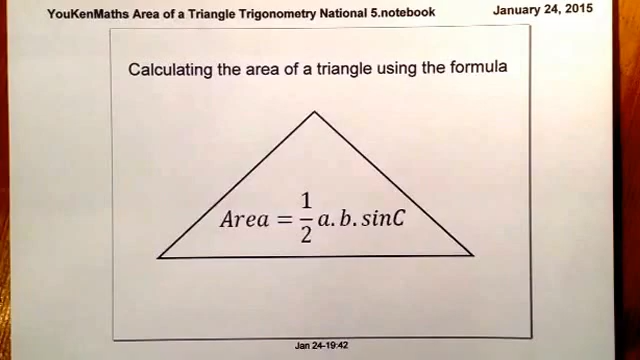 YouKenMaths Area of a Triangle Trigonometry National 5.notebook
January 24, 2015
Calculating the area of a triangle using the formula
Area = 1/2 a.b.sinC
Jan 24-19:42